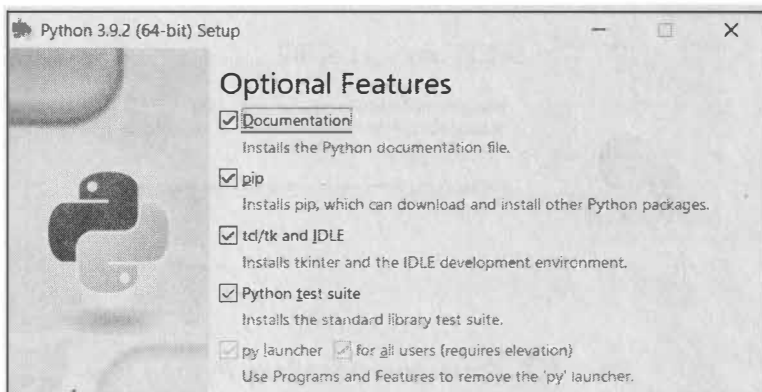 Python 3.9.2 (64-bit) Setup
Optional Features
Documentation
Installs the Python documentation file.
pip
Installs pip, which can download and install other Python packages.
tcl/tk and IDLE
Installs tkinter and the IDLE development environment.
Python test suite
Installs the standard library test suite.
py launcher for all users (requires elevation)
Use Programs and Features to remove the 'py' launcher.